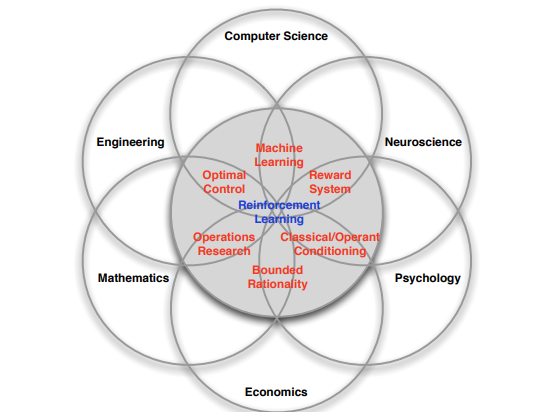 Computer Science
Engineering
Neuroscience
Machine
Learning
Optimal
Control
Reward
System
Reinforcement
Learning
Operations
Research
Classical/Operant
Conditioning
Bounded
Rationality
Mathematics
Psychology
Economics